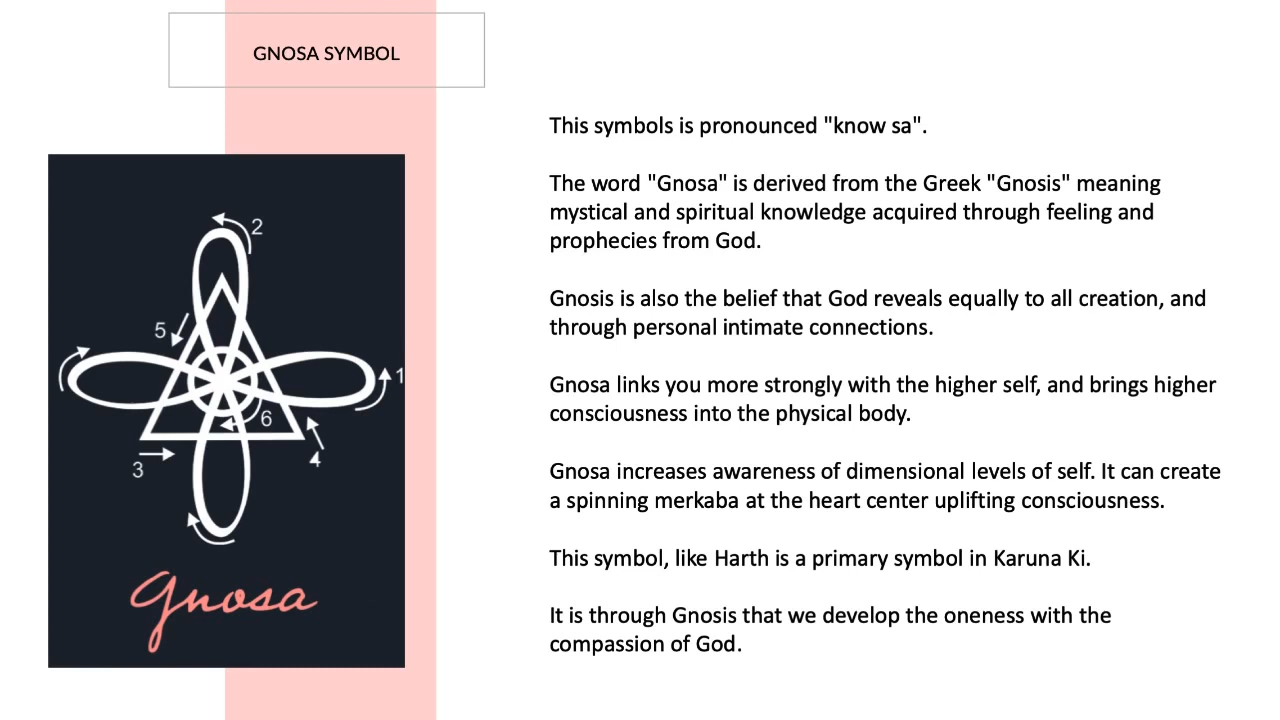 GNOSA SYMBOL
This symbols is pronounced "know sa".
The word "Gnosa" is derived from the Greek "Gnosis" meaning
mystical and spiritual knowledge acquired through feeling and
prophecies from God.
Gnosis is also the belief that God reveals equally to all creation, and
through personal intimate connections.
Gnosa links you more strongly with the higher self, and brings higher
consciousness into the physical body.
Gnosa increases awareness of dimensional levels of self. It can create
a spinning merkaba at the heart center uplifting consciousness.
This symbol, like Harth is a primary symbol in Karuna Ki.
It is through Gnosis that we develop the oneness with the
compassion of God.
2
5
1
6
3
4
Gnosa